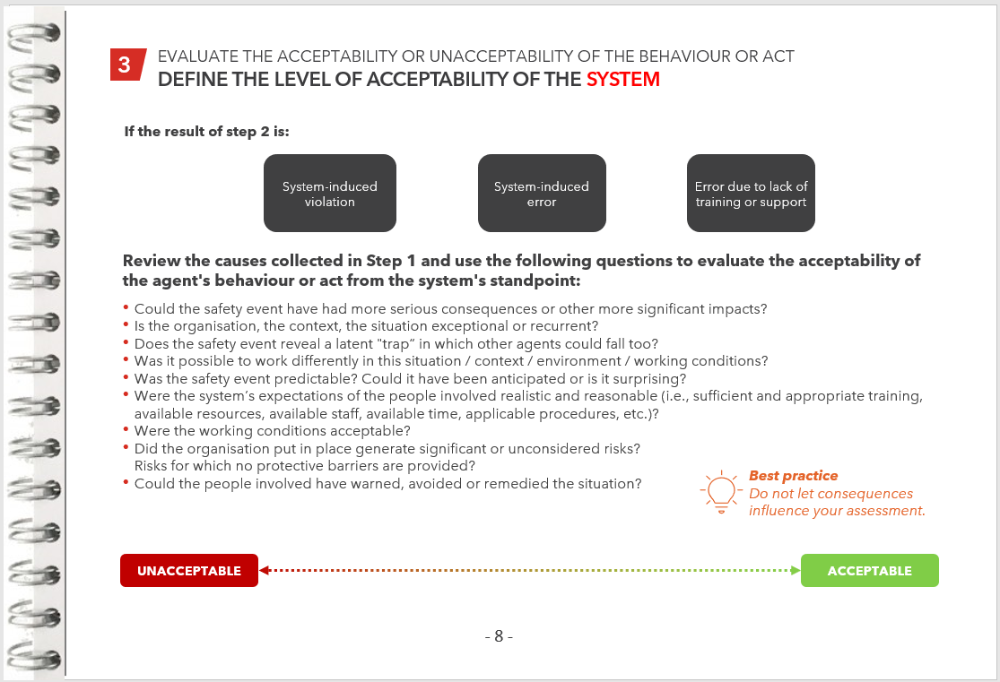 3
EVALUATE THE ACCEPTABILITY OR UNACCEPTABILITY OF THE BEHAVIOUR OR ACT
DEFINE THE LEVEL OF ACCEPTABILITY OF THE SYSTEM
If the result of step 2 is:
System-induced
violation
System-induced
error
Error due to lack of
training or support
Review the causes collected in Step 1 and use the following questions to evaluate the acceptability of
the agent's behaviour or act from the system's standpoint:
• Could the safety event have had more serious consequences or other more significant impacts?
• Is the organisation, the context, the situation exceptional or recurrent?
• Does the safety event reveal a latent "trap“ in which other agents could fall too?
• Was it possible to work differently in this situation / context / environment / working conditions?
• Was the safety event predictable? Could it have been anticipated or is it surprising?
• Were the system’s expectations of the people involved realistic and reasonable (i.e., sufficient and appropriate training,
available resources, available staff, available time, applicable procedures, etc.)?
• Were the working conditions acceptable?
• Did the organisation put in place generate significant or unconsidered risks?
Risks for which no protective barriers are provided?
• Could the people involved have warned, avoided or remedied the situation?
Best practice
Do not let consequences
influence your assessment.
UNACCEPTABLE
ACCEPTABLE
- 8 -